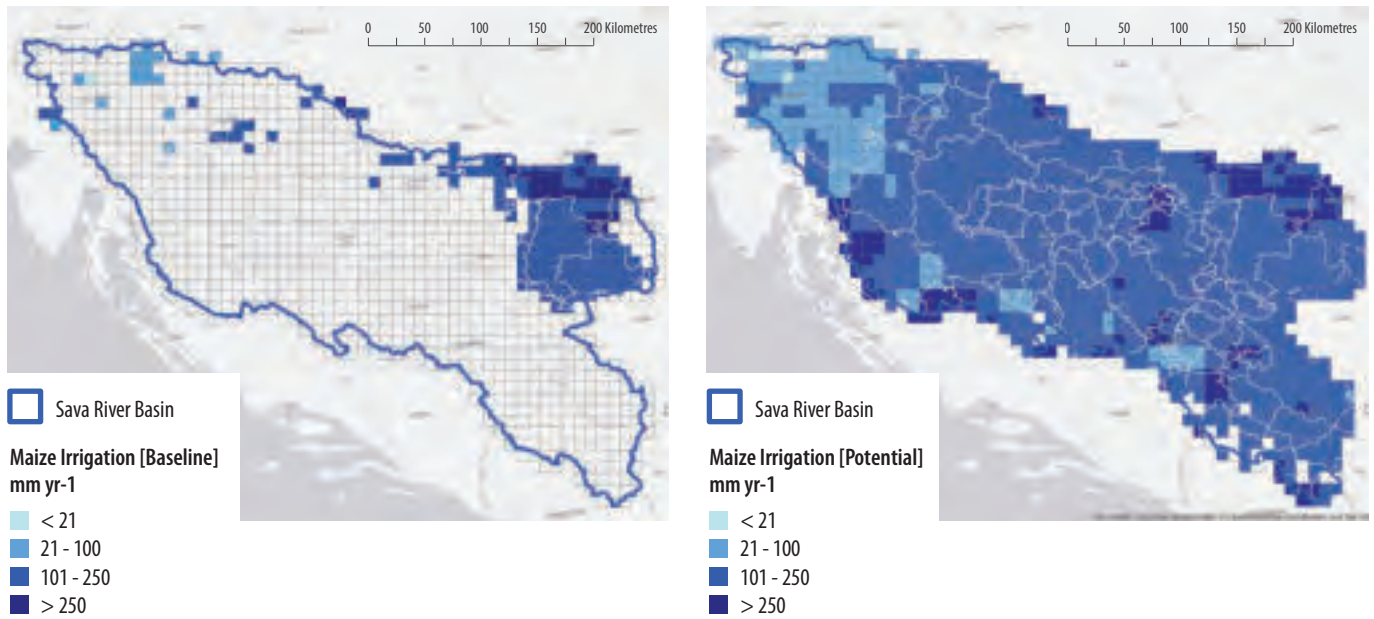 0 50 100 150 200 Kilometres
Sava River Basin
Maize Irrigation [Baseline]
mm yr-1
< 21
21 - 100
101 - 250
> 250
0 50 100 150 200 Kilometres
Sava River Basin
Maize Irrigation [Potential]
mm yr-1
< 21
21 - 100
101 - 250
> 250